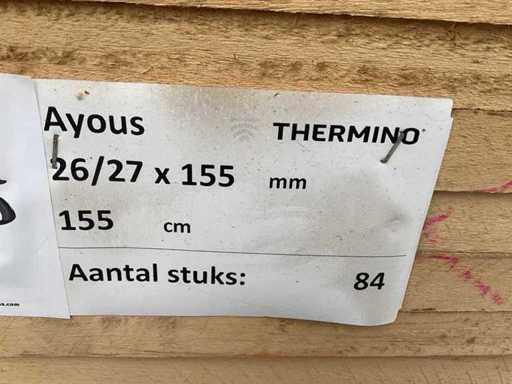 Ayous THERMINO
26/27 x 155 mm
155 cm
Aantal stuks: 84